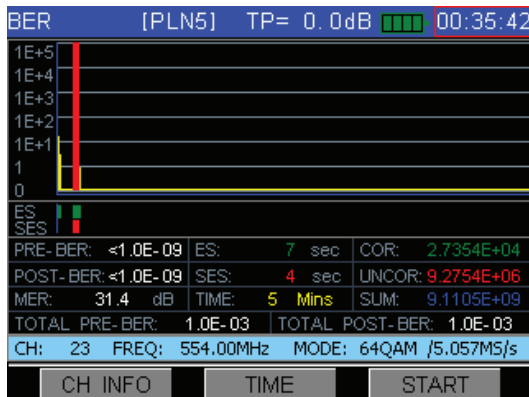 BER [PLN5] TP= 0.0dB 00:35:42
1E+5
1E+4
1E+3
1E+2
1E+1
1
0
ES
SES
PRE-BER: <1.0E-09 ES: 7 sec COR: 2.7354E+04
POST-BER: <1.0E-09 SES: 4 sec UNCOR: 9.2754E+06
MER: 31.4 dB TIME: 5 Mins SUM: 9.1105E+09
TOTAL PRE-BER: 1.0E-03 TOTAL POST-BER: 1.0E-03
CH: 23 FREQ: 554.00MHz MODE: 64QAM /5.057MS/s
CH INFO TIME START